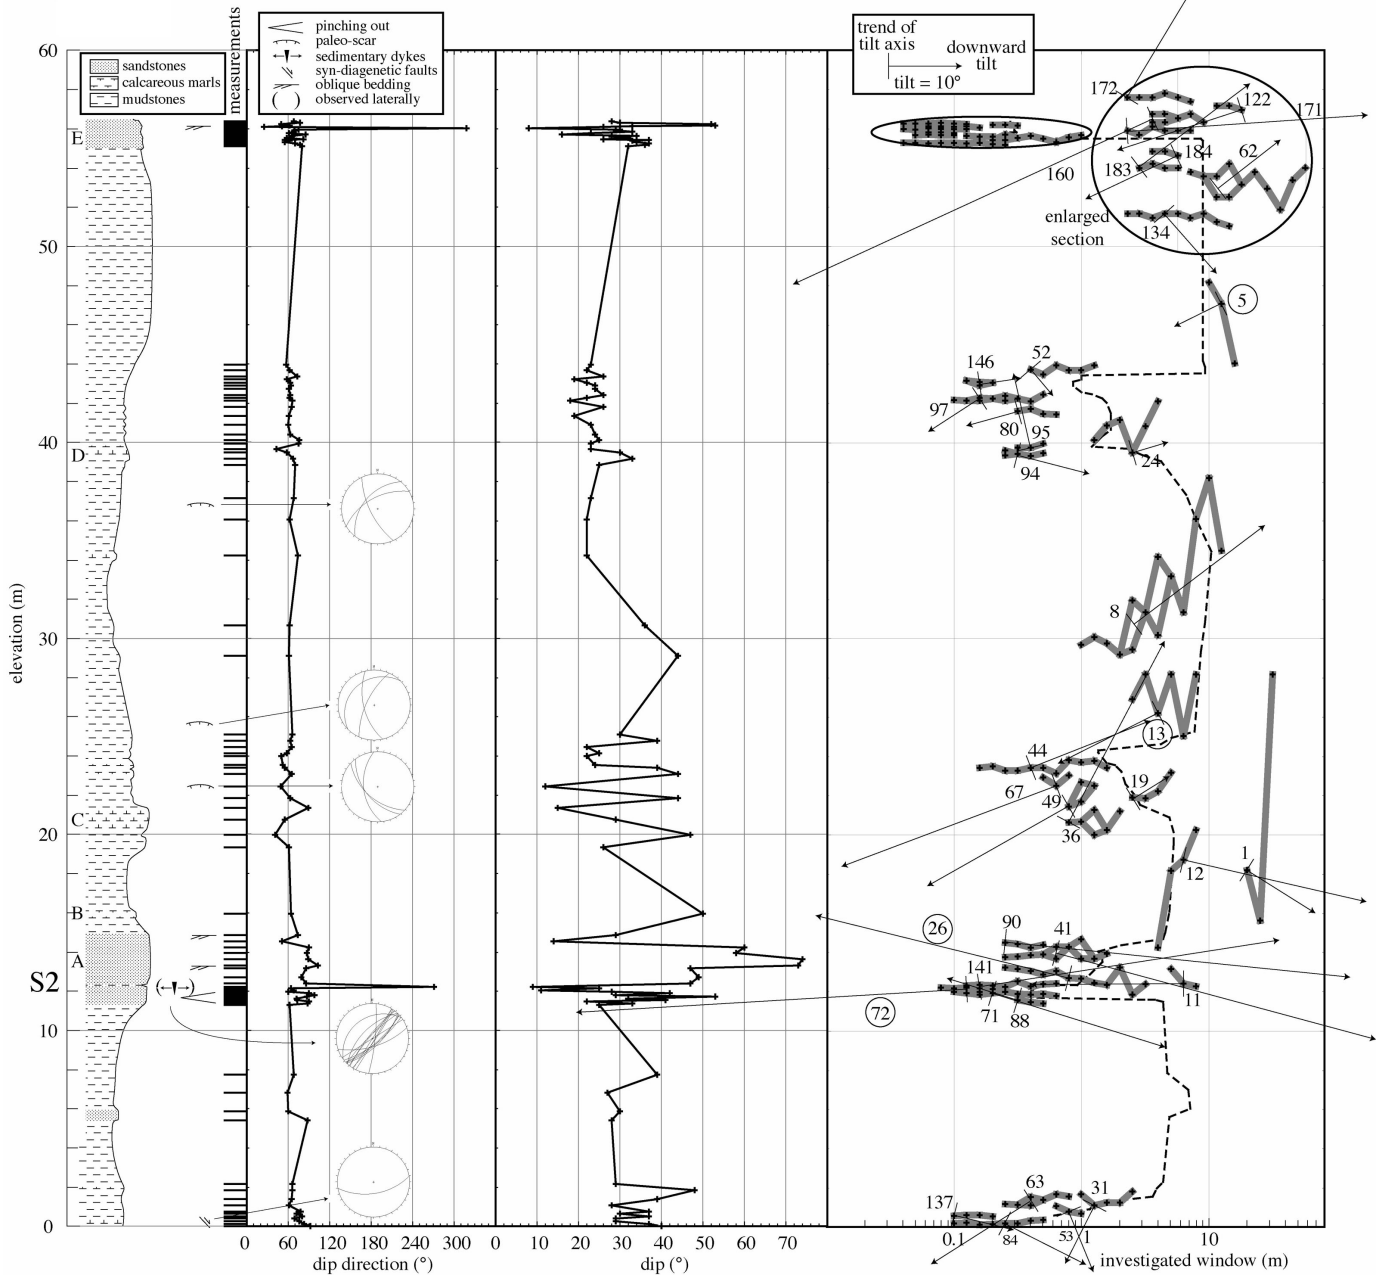 pinching out
paleo-scar
sedimentary dykes
syn-diagenetic faults
oblique bedding
( ) observed laterally
sandstones
calcareous marls
mudstones
measurements
trend of
tilt axis
downward
tilt
tilt = 10°
60
50
40
30
20
10
0
elevation (m)
E
D
C
B
A
S2
172
122
171
160
183
184
62
enlarged
section
134
5
146
52
97
80
95
94
24
8
13
44
67
49
19
36
12
1
90
26
41
141
71
88
72
11
137
63
31
84
53
0 60 120 180 240 300
dip direction (°)
0 10 20 30 40 50 60 70
dip (°)
0.1 1 10
investigated window (m)